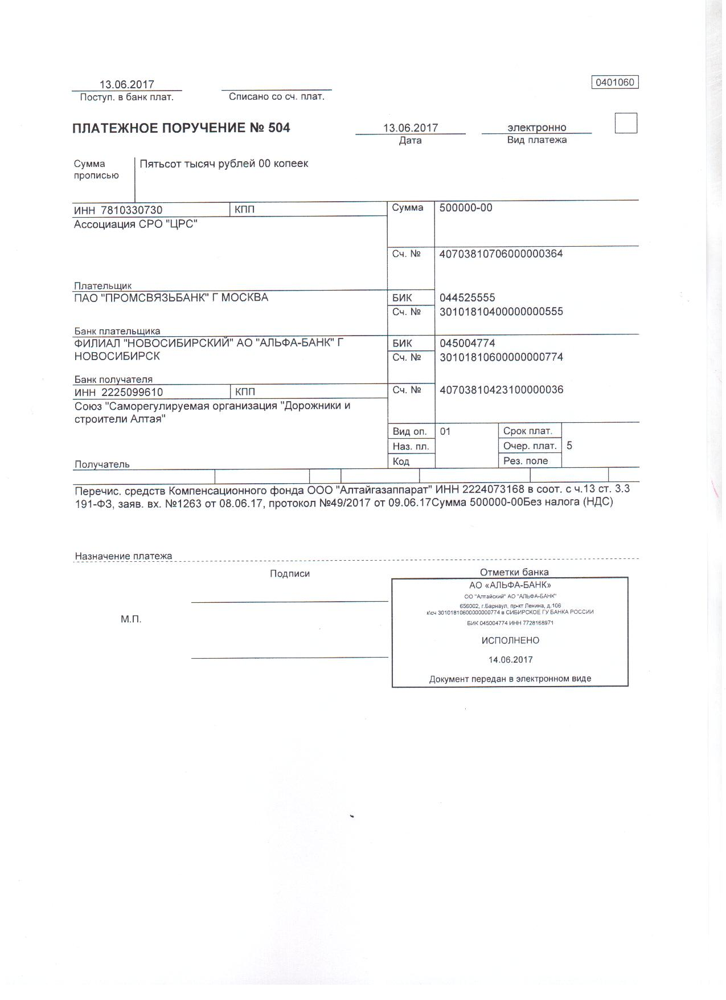 13.06.2017
0401060
Поступ. в банк плат. Списано со сч. плат.
ПЛАТЕЖНОЕ ПОРУЧЕНИЕ № 504 13.06.2017 электронно
Дата Вид платежа
Сумма прописью Пятьсот тысяч рублей 00 копеек
ИНН 7810330730 КПП Сумма 500000-00
Ассоциация СРО "ЦРС"
Сч. № 40703810706000000364
Плательщик
ПАО "ПРОМСВЯЗЬБАНК" Г МОСКВА БИК 044525555
Сч. № 30101810400000000555
Банк плательщика
ФИЛИАЛ "НОВОСИБИРСКИЙ" АО "АЛЬФА-БАНК" Г БИК 045004774
НОВОСИБИРСК Сч. № 30101810600000000774
Банк получателя
ИНН 2225099610 КПП Сч. № 40703810423100000036
Союз "Саморегулируемая организация "Дорожники и
строители Алтая"
Вид оп. 01 Срок плат.
Наз. пл. Очер. плат. 5
Получатель Код Рез. поле
Перечис. средств Компенсационного фонда ООО "Алтайгазаппарат" ИНН 2224073168 в соот. с ч.13 ст. 3.3
191-ФЗ, заяв. вх. №1263 от 08.06.17, протокол №49/2017 от 09.06.17Сумма 500000-00Без налога (НДС)
Назначение платежа
Подписи Отметки банка
АО «АЛЬФА-БАНК»
ОО "Алтайский" АО "АЛЬФА-БАНК"
656002, г.Барнаул, пр-кт Ленина, д.106
к\сч 30101810600000000774 в СИБИРСКОЕ ГУ БАНКА РОССИИ
М.П.
БИК 045004774 ИНН 7728168971
ИСПОЛНЕНО
14.06.2017
Документ передан в электронном виде